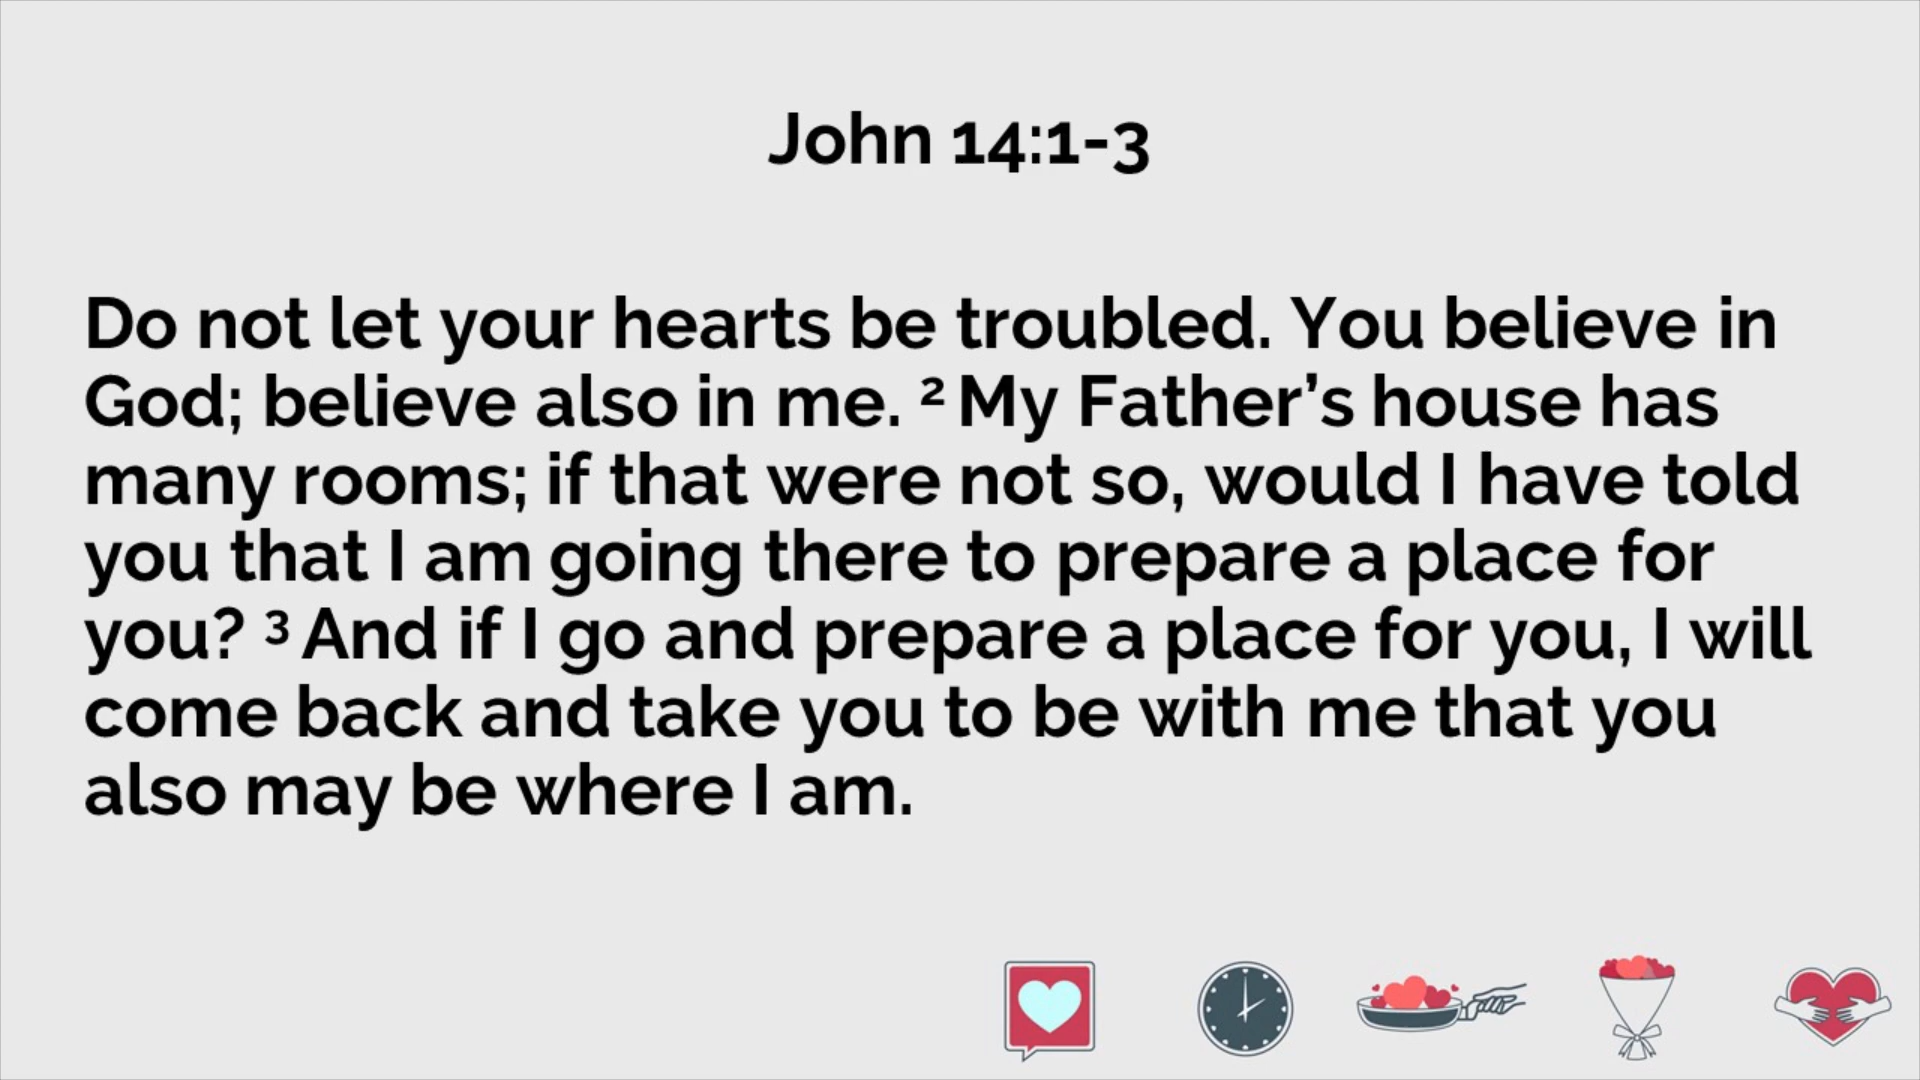 John 14:1-3
Do not let your hearts be troubled. You believe in
God; believe also in me. ² My Father’s house has
many rooms; if that were not so, would I have told
you that I am going there to prepare a place for
you? ³ And if I go and prepare a place for you, I will
come back and take you to be with me that you
also may be where I am.